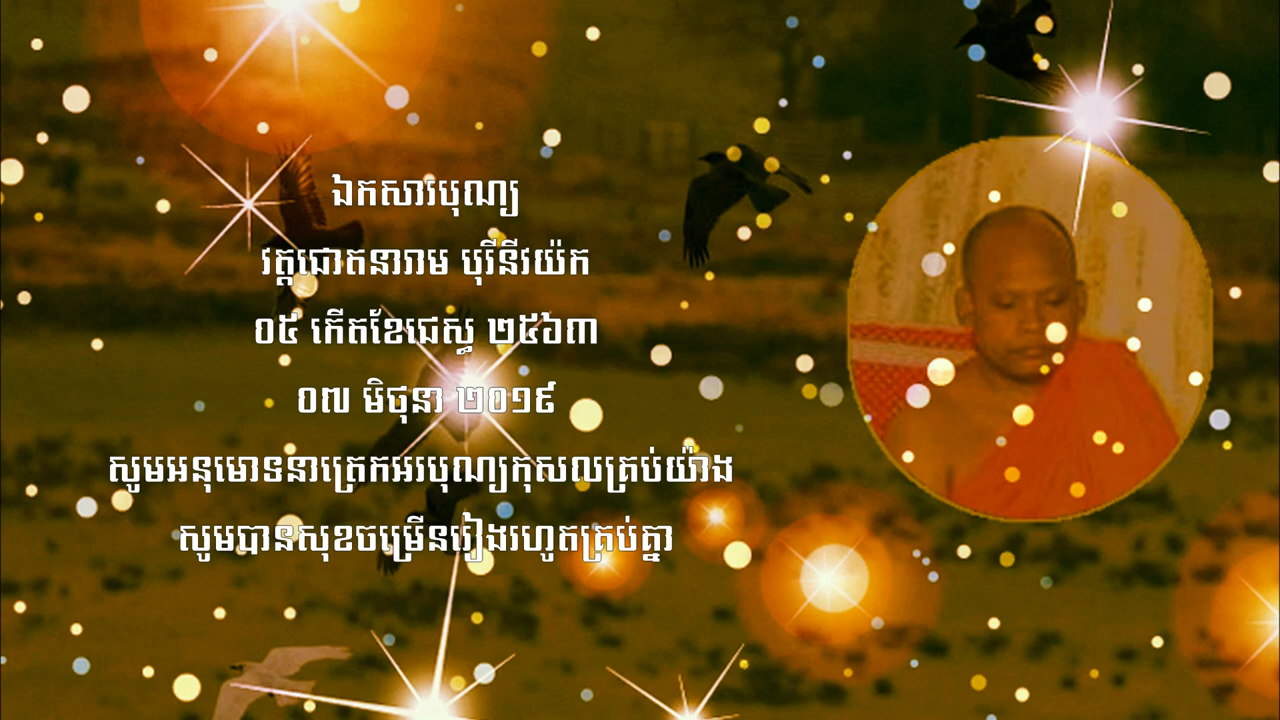 ឯកសារបុណ្យ
វត្តជោតនារាម បុរីនីវយ៉ក
០៥ កើតខែជេស្ឋ ២៥៦៣
០៧ មិថុនា ២០១៩
សូមអនុមោទនាត្រេកអរបុណ្យកុសលគ្រប់យ៉ាង
សូមបានសុខចម្រើនរៀងរហូតគ្រប់គ្នា